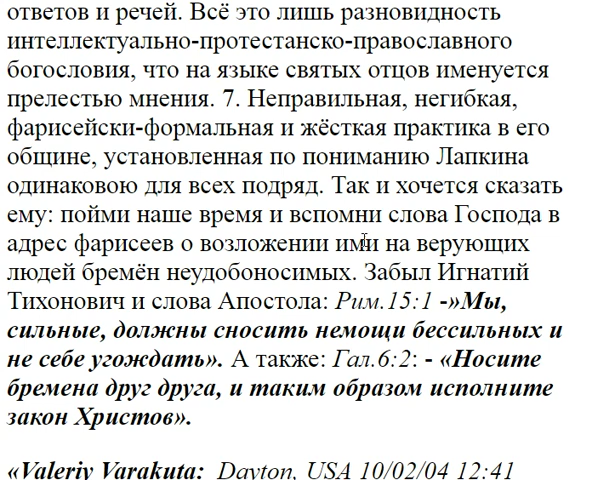 ответов и речей. Всё это лишь разновидность
интеллектуально-протестанско-православного
богословия, что на языке святых отцов именуется
прелестью мнения. 7. Неправильная, негибкая,
фарисейски-формальная и жёсткая практика в его
общине, установленная по пониманию Лапкина
одинаковою для всех подряд. Так и хочется сказать
ему: пойми наше время и вспомни слова Господа в
адрес фарисеев о возложении ими на верующих
людей бремён неудобоносимых. Забыл Игнатий
Тихонович и слова Апостола: Рим.15:1 -»Мы,
сильные, должны сносить немощи бессильных и
не себе угождать». А также: Гал.6:2: - «Носите
бремена друг друга, и таким образом исполните
закон Христов».
«Valeriy Varakuta: Dayton, USA 10/02/04 12:41